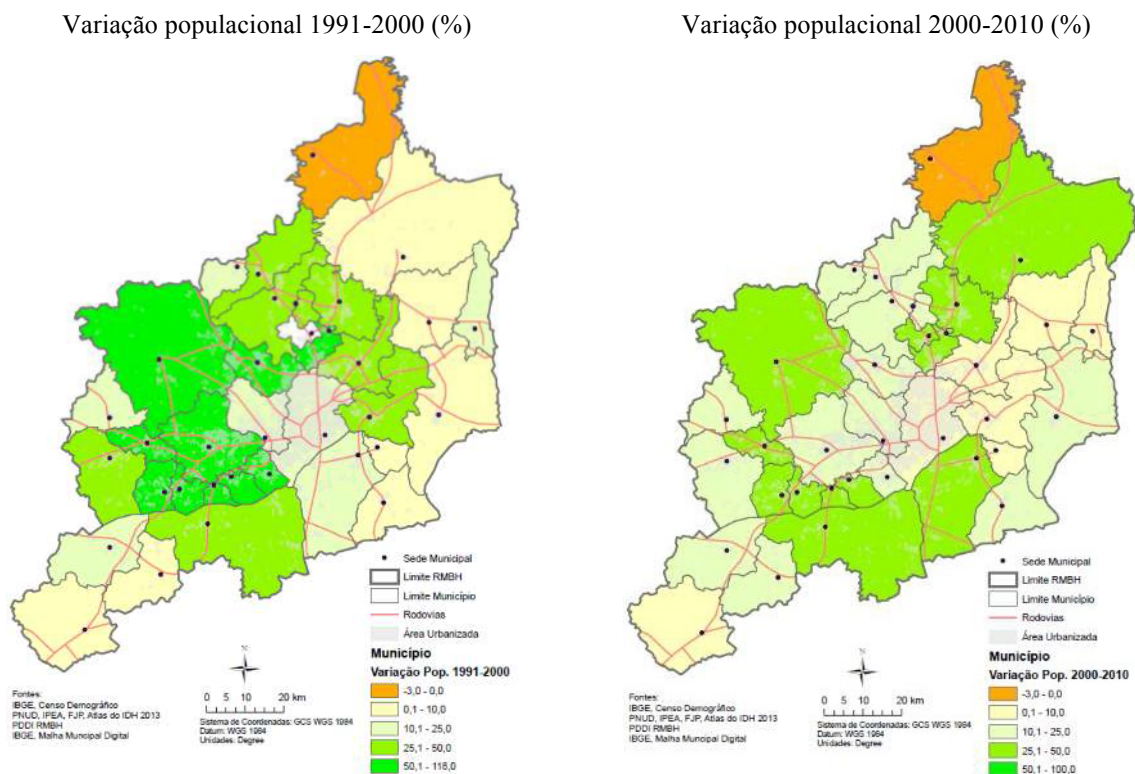 Variação populacional 1991-2000 (%)
Variação populacional 2000-2010 (%)
Sede Municipal
Limite RMBH
Limite Município
Rodovias
Área Urbanizada
Município
Variação Pop. 1991-2000
-3,0 - 0,0
0,1 - 10,0
10,1 - 25,0
25,1 - 50,0
50,1 - 118,0
N
0 5 10 20 km
Sistema de Coordenadas: GCS WGS 1984
Datum: WGS 1984
Unidades: Degree
Fontes:
IBGE, Censo Demográfico
PNUD, IPEA, FJP, Atlas do IDH 2013
PDDI RMBH
IBGE, Malha Muncipal Digital
Sede Municipal
Limite RMBH
Limite Município
Rodovias
Área Urbanizada
Município
Variação Pop. 2000-2010
-3,0 - 0,0
0,1 - 10,0
10,1 - 25,0
25,1 - 50,0
50,1 - 100,0
N
0 5 10 20 km
Sistema de Coordenadas: GCS WGS 1984
Datum: WGS 1984
Unidades: Degree
Fontes:
IBGE, Censo Demográfico
PNUD, IPEA, FJP, Atlas do IDH 2013
PDDI RMBH
IBGE, Malha Muncipal Digital